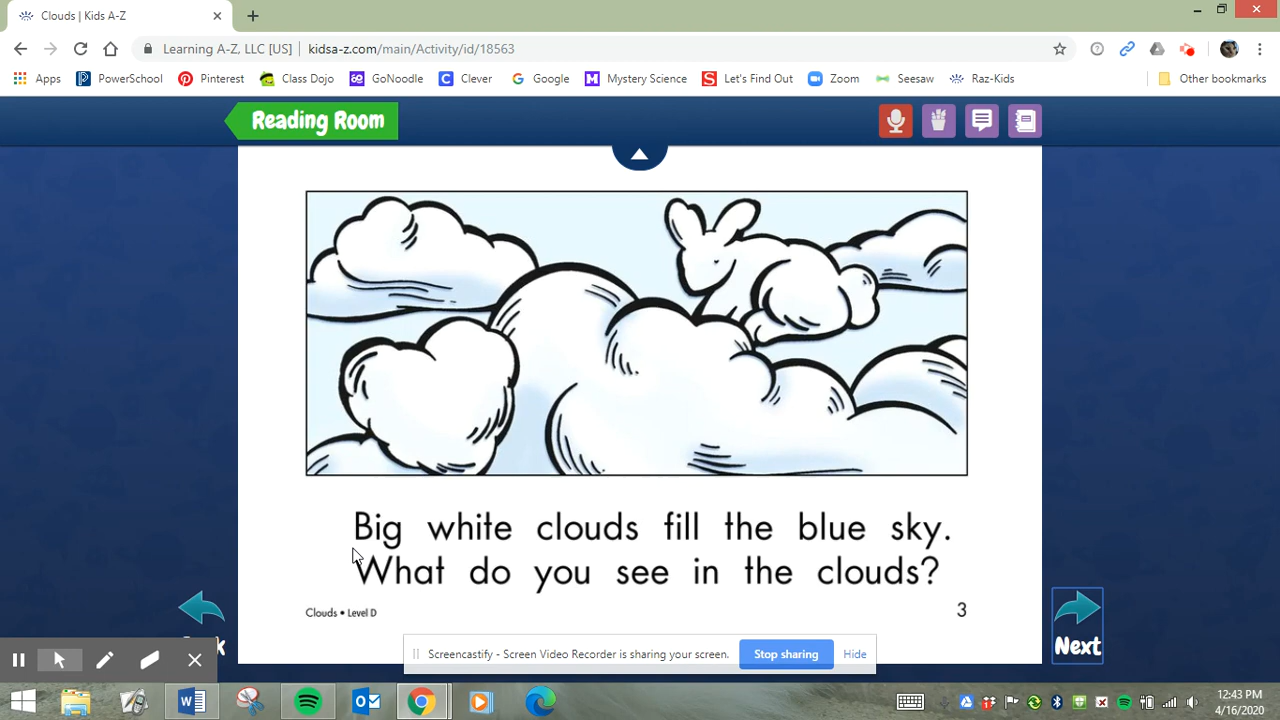 Clouds | Kids A-Z
Learning A-Z, LLC [US] | kidsa-z.com/main/Activity/id/18563
Apps PowerSchool Pinterest Class Dojo GoNoodle Clever Google Mystery Science Let's Find Out Zoom Seesaw Raz-Kids Other bookmarks
Reading Room
Big white clouds fill the blue sky.
What do you see in the clouds?
Clouds • Level D
3
Next
Screencastify - Screen Video Recorder is sharing your screen. Stop sharing Hide
12:43 PM
4/16/2020